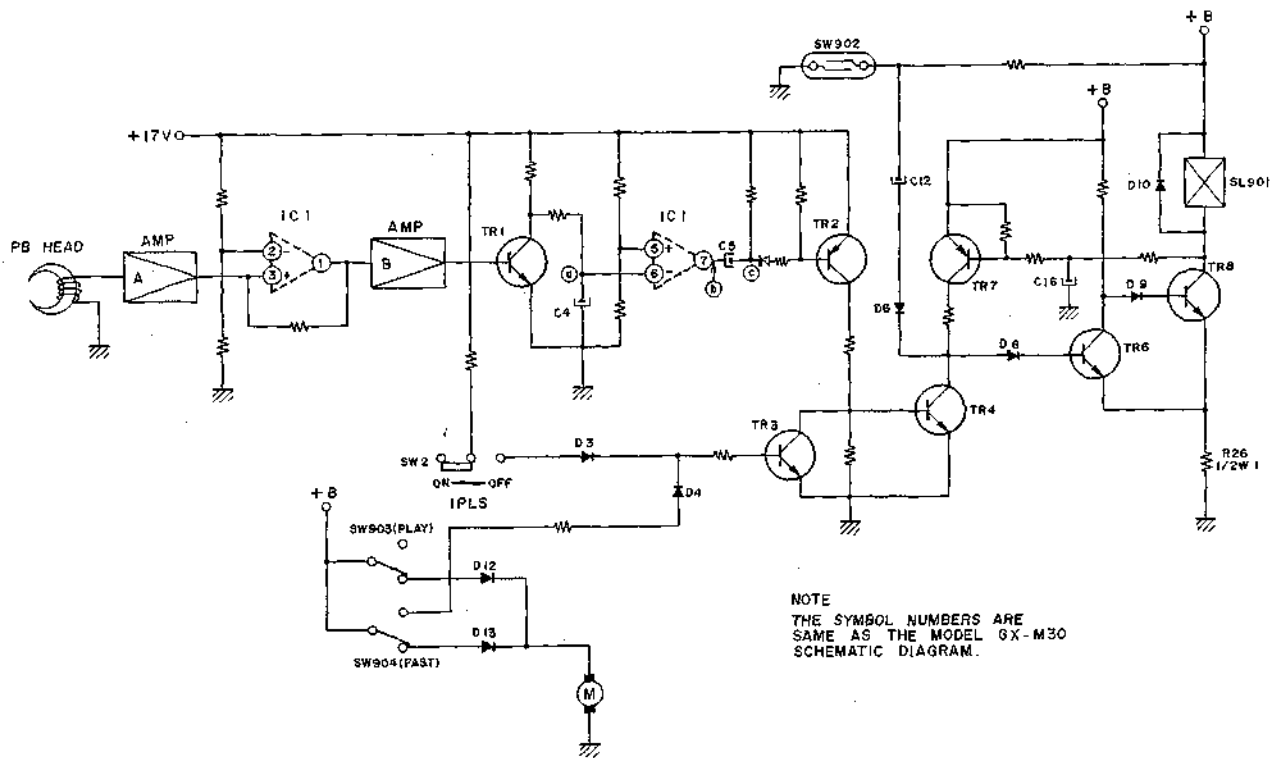 +B
SW902
+B
+17V
C12
D10
SL901
IC1
IC1
PB HEAD
AMP
AMP
TR1
TR2
2 -
5 +
C5
A
3 +
1
B
a
6 -
7
c
b
TR7
C16
TR8
D9
C4
D6
D8
TR6
TR4
TR3
SW2
D3
R26
1/2W 1
ON OFF
IPLS
D4
+B
SW903(PLAY)
D12
D13
SW904(FAST)
M
NOTE
THE SYMBOL NUMBERS ARE
SAME AS THE MODEL GX-M30
SCHEMATIC DIAGRAM.